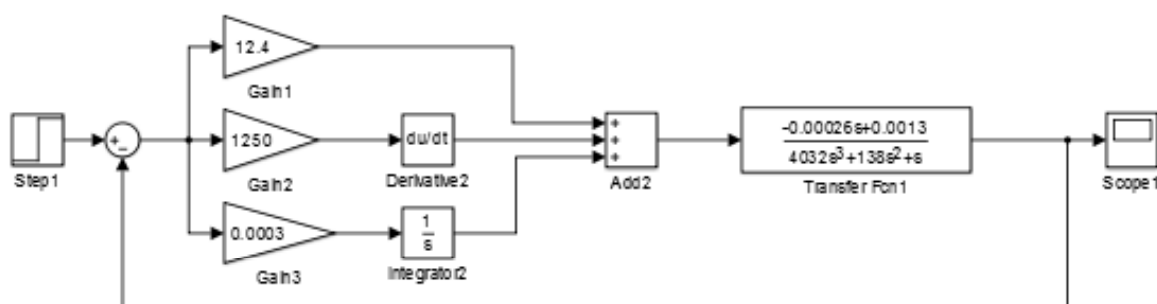 12.4
Gain1
+
-
1250
du/dt
+
+
+
-0.00026s+0.0013
4032s³+138s²+s
Step1
Gain2
Derivative2
Add2
Transfer Fcn1
Scope1
0.0003
1
s
Gain3
Integrator2